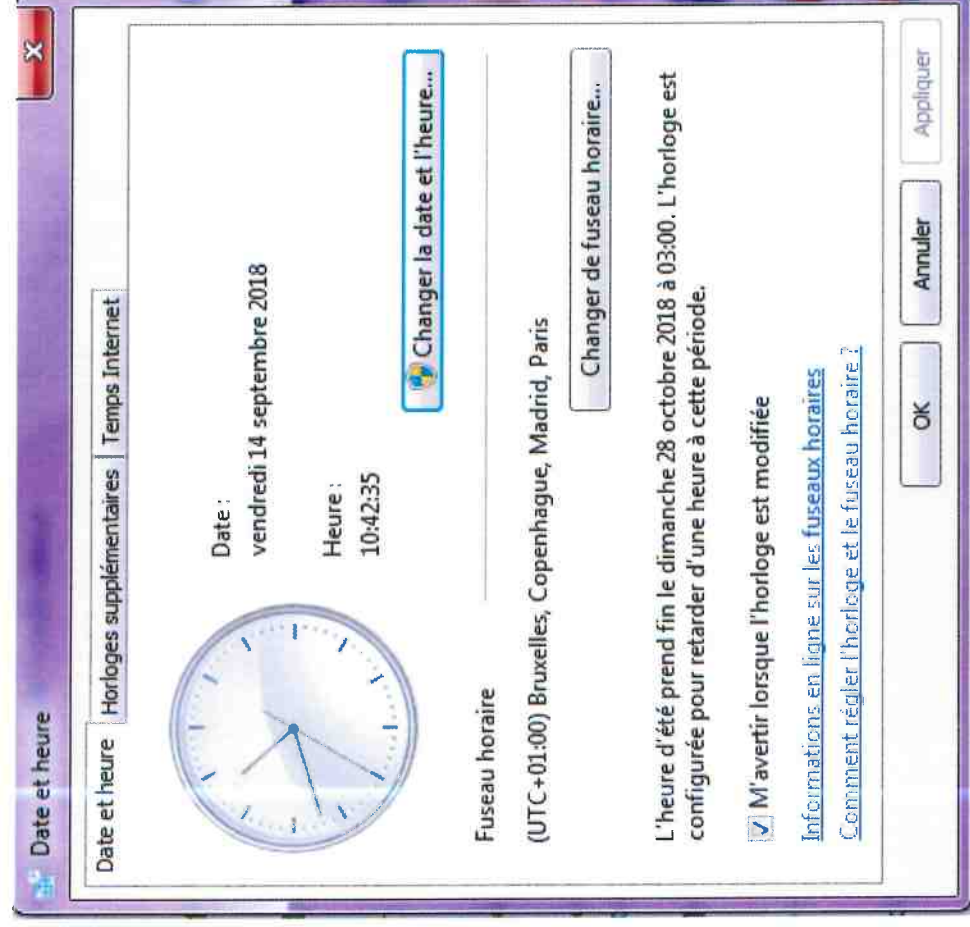 Date et heure
x
Date et heure
Horloges supplémentaires
Temps Internet
Date :
vendredi 14 septembre 2018
Heure :
10:42:35
Changer la date et l'heure...
Fuseau horaire
(UTC+01:00) Bruxelles, Copenhague, Madrid, Paris
Changer de fuseau horaire...
L'heure d'été prend fin le dimanche 28 octobre 2018 à 03:00. L'horloge est
configurée pour retarder d'une heure à cette période.
M'avertir lorsque l'horloge est modifiée
Informations en ligne sur les fuseaux horaires
Comment régler l'horloge et le fuseau horaire ?
OK
Annuler
Appliquer